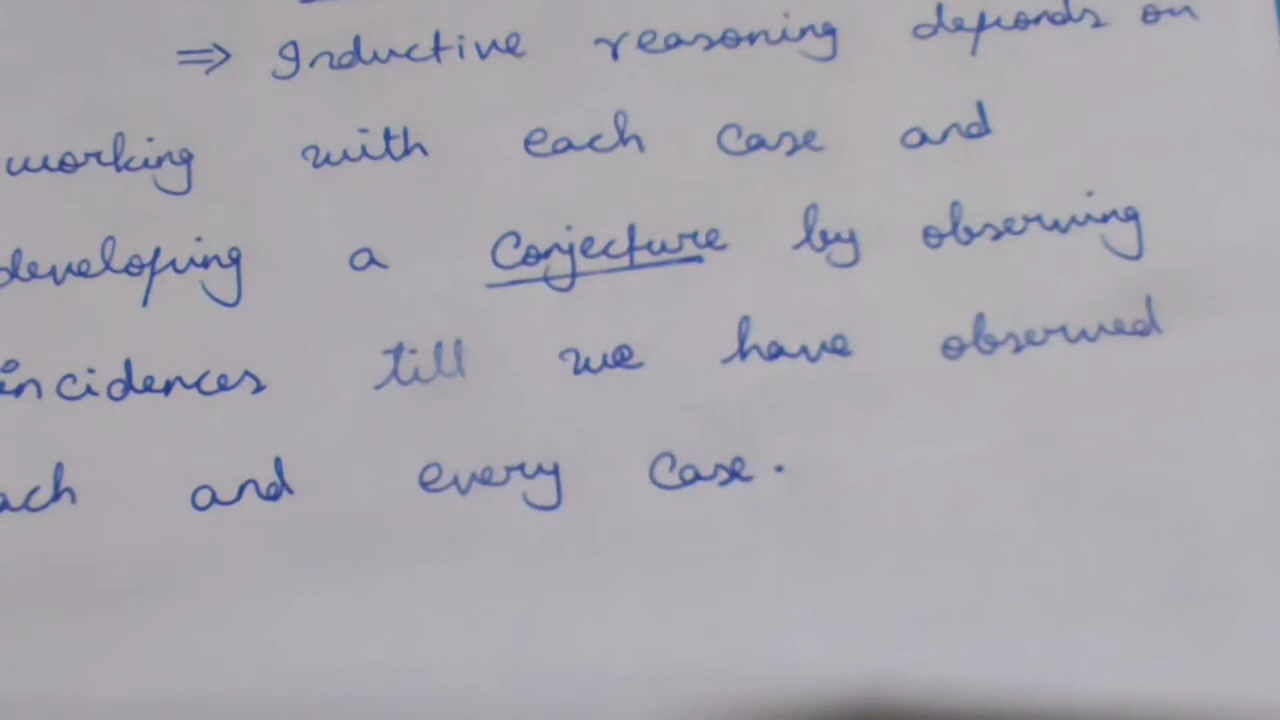 ⇒ Inductive reasoning depends on
working with each case and
developing a Conjecture by observing
incidences till we have observed
ach and every case.